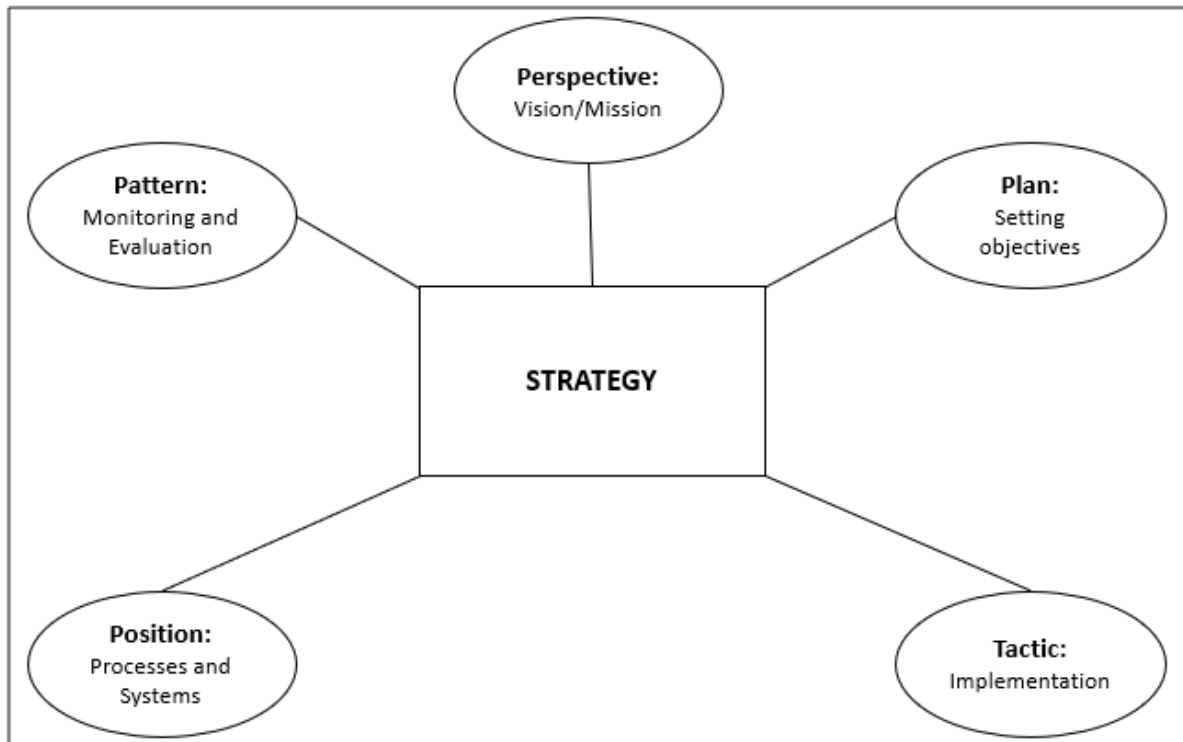 Perspective:
Vision/Mission
Pattern:
Monitoring and
Evaluation
Plan:
Setting
objectives
STRATEGY
Position:
Processes and
Systems
Tactic:
Implementation